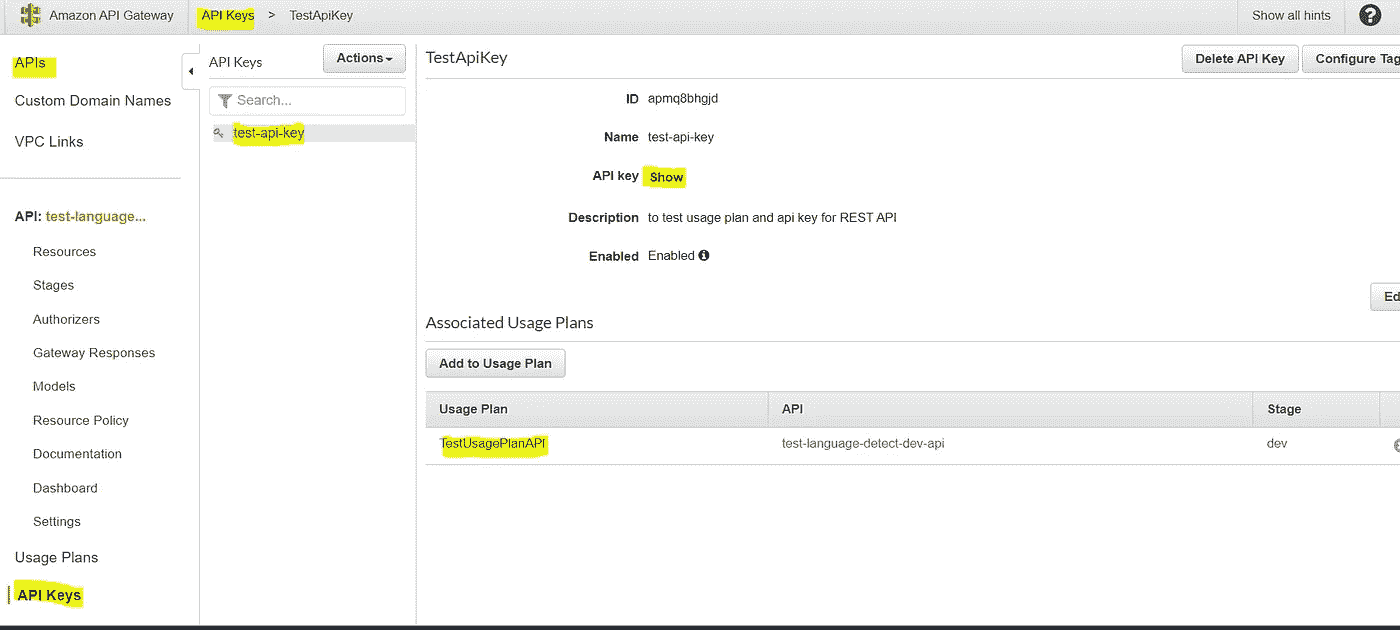 Amazon API Gateway API Keys > TestApiKey Show all hints ?
APIs
Custom Domain Names
VPC Links
API: test-language...
Resources
Stages
Authorizers
Gateway Responses
Models
Resource Policy
Documentation
Dashboard
Settings
Usage Plans
API Keys
API Keys Actions
Search...
test-api-key
TestApiKey Delete API Key Configure Tag
ID apmq8bhgjd
Name test-api-key
API key Show
Description to test usage plan and api key for REST API
Enabled Enabled
Ed
Associated Usage Plans
Add to Usage Plan
Usage Plan API Stage
TestUsagePlanAPI test-language-detect-dev-api dev